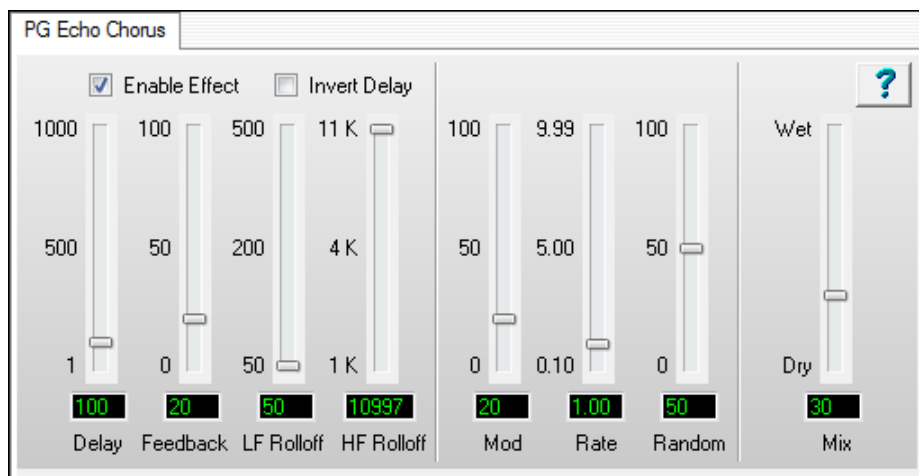 PG Echo Chorus
Enable Effect Invert Delay ?
1000 100 500 11 K 100 9.99 100 Wet
500 50 200 4 K 50 5.00 50
1 0 50 1 K 0 0.10 0 Dry
100 20 50 10997 20 1.00 50 30
Delay Feedback LF Rolloff HF Rolloff Mod Rate Random Mix